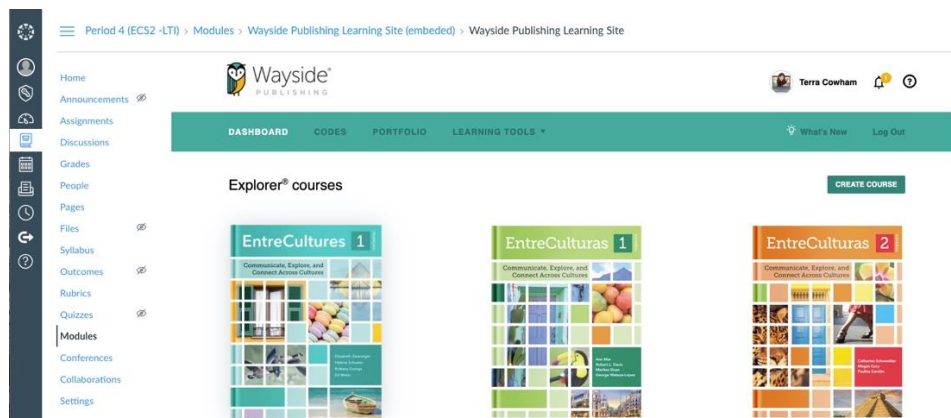 Period 4 (ECS2 -LTI) > Modules > Wayside Publishing Learning Site (embeded) > Wayside Publishing Learning Site
Home
Announcements
Assignments
Discussions
Grades
People
Pages
Files
Syllabus
Outcomes
Rubrics
Quizzes
Modules
Conferences
Collaborations
Settings
Wayside®
PUBLISHING
Terra Cowham
DASHBOARD CODES PORTFOLIO LEARNING TOOLS
What's New Log Out
Explorer® courses
CREATE COURSE
EntreCultures 1
Communicate, Explore, and
Connect Across Cultures
EntreCulturas 1
Communicate, Explore, and
Connect Across Cultures
EntreCulturas 2
Communicate, Explore, and
Connect Across Cultures